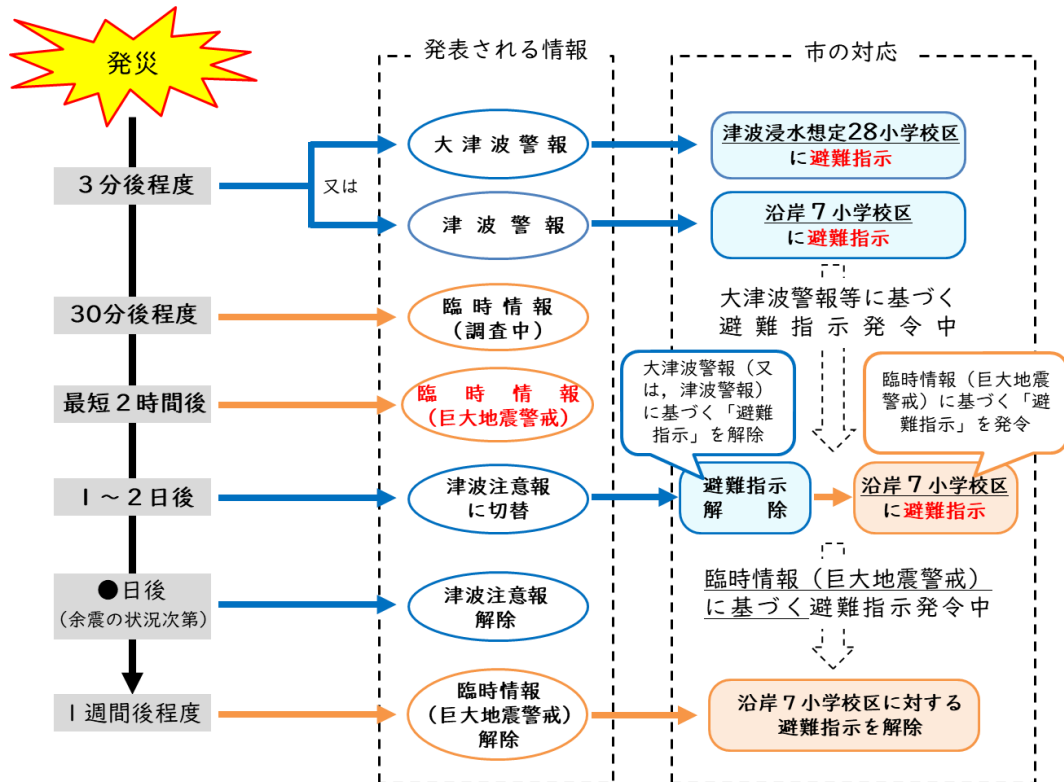 発災
発表される情報
市の対応
3分後程度
又は
大津波警報
津波浸水想定28小学校区
に避難指示
津波警報
沿岸7小学校区
に避難指示
30分後程度
臨時情報
（調査中）
大津波警報等に基づく
避難指示発令中
最短2時間後
臨時情報
（巨大地震警戒）
大津波警報（又
は，津波警報）
に基づく「避難
指示」を解除
臨時情報（巨大地震
警戒）に基づく「避
難指示」を発令
1～2日後
津波注意報
に切替
避難指示
解除
沿岸7小学校区
に避難指示
●日後
（余震の状況次第）
津波注意報
解除
臨時情報（巨大地震警戒）
に基づく避難指示発令中
1週間後程度
臨時情報
（巨大地震警戒）
解除
沿岸7小学校区に対する
避難指示を解除